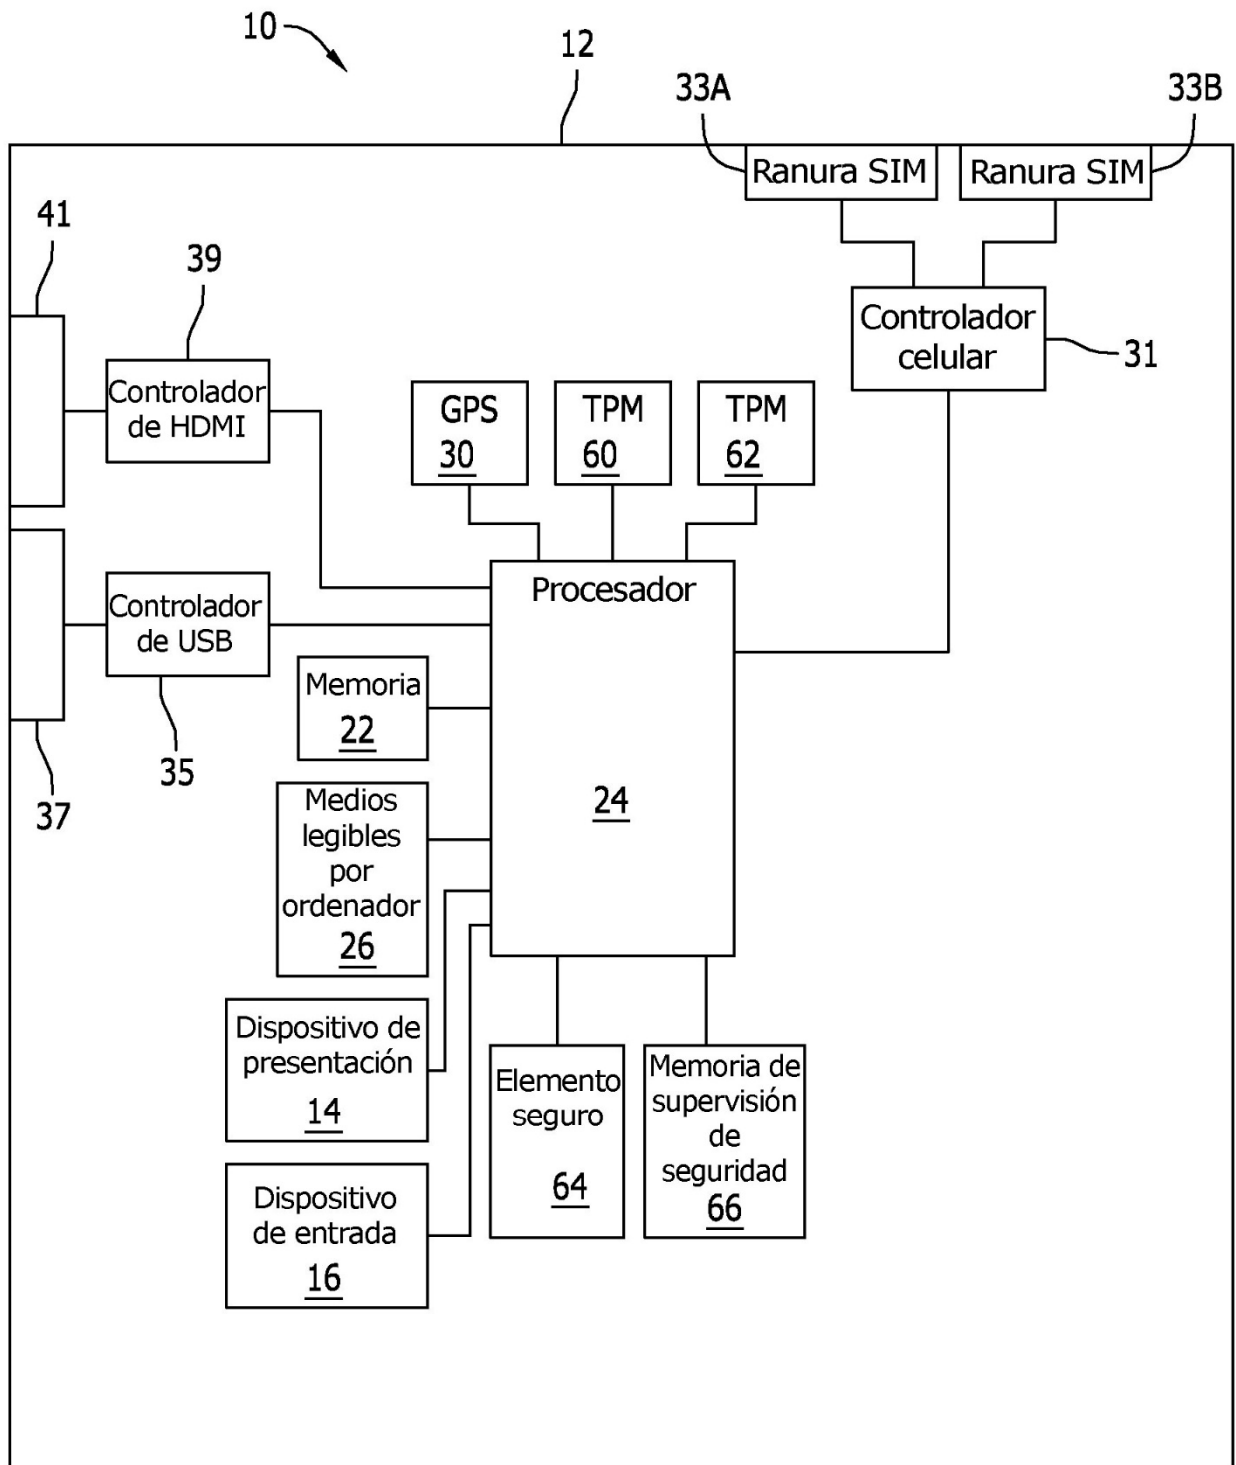 10
12
33A
33B
Ranura SIM
Ranura SIM
41
39
Controlador
celular
31
Controlador
de HDMI
GPS
30
TPM
60
TPM
62
Controlador
de USB
35
37
Procesador
24
Memoria
22
Medios
legibles
por
ordenador
26
Dispositivo de
presentación
14
Elemento
seguro
64
Memoria de
supervisión
de
seguridad
66
Dispositivo
de entrada
16